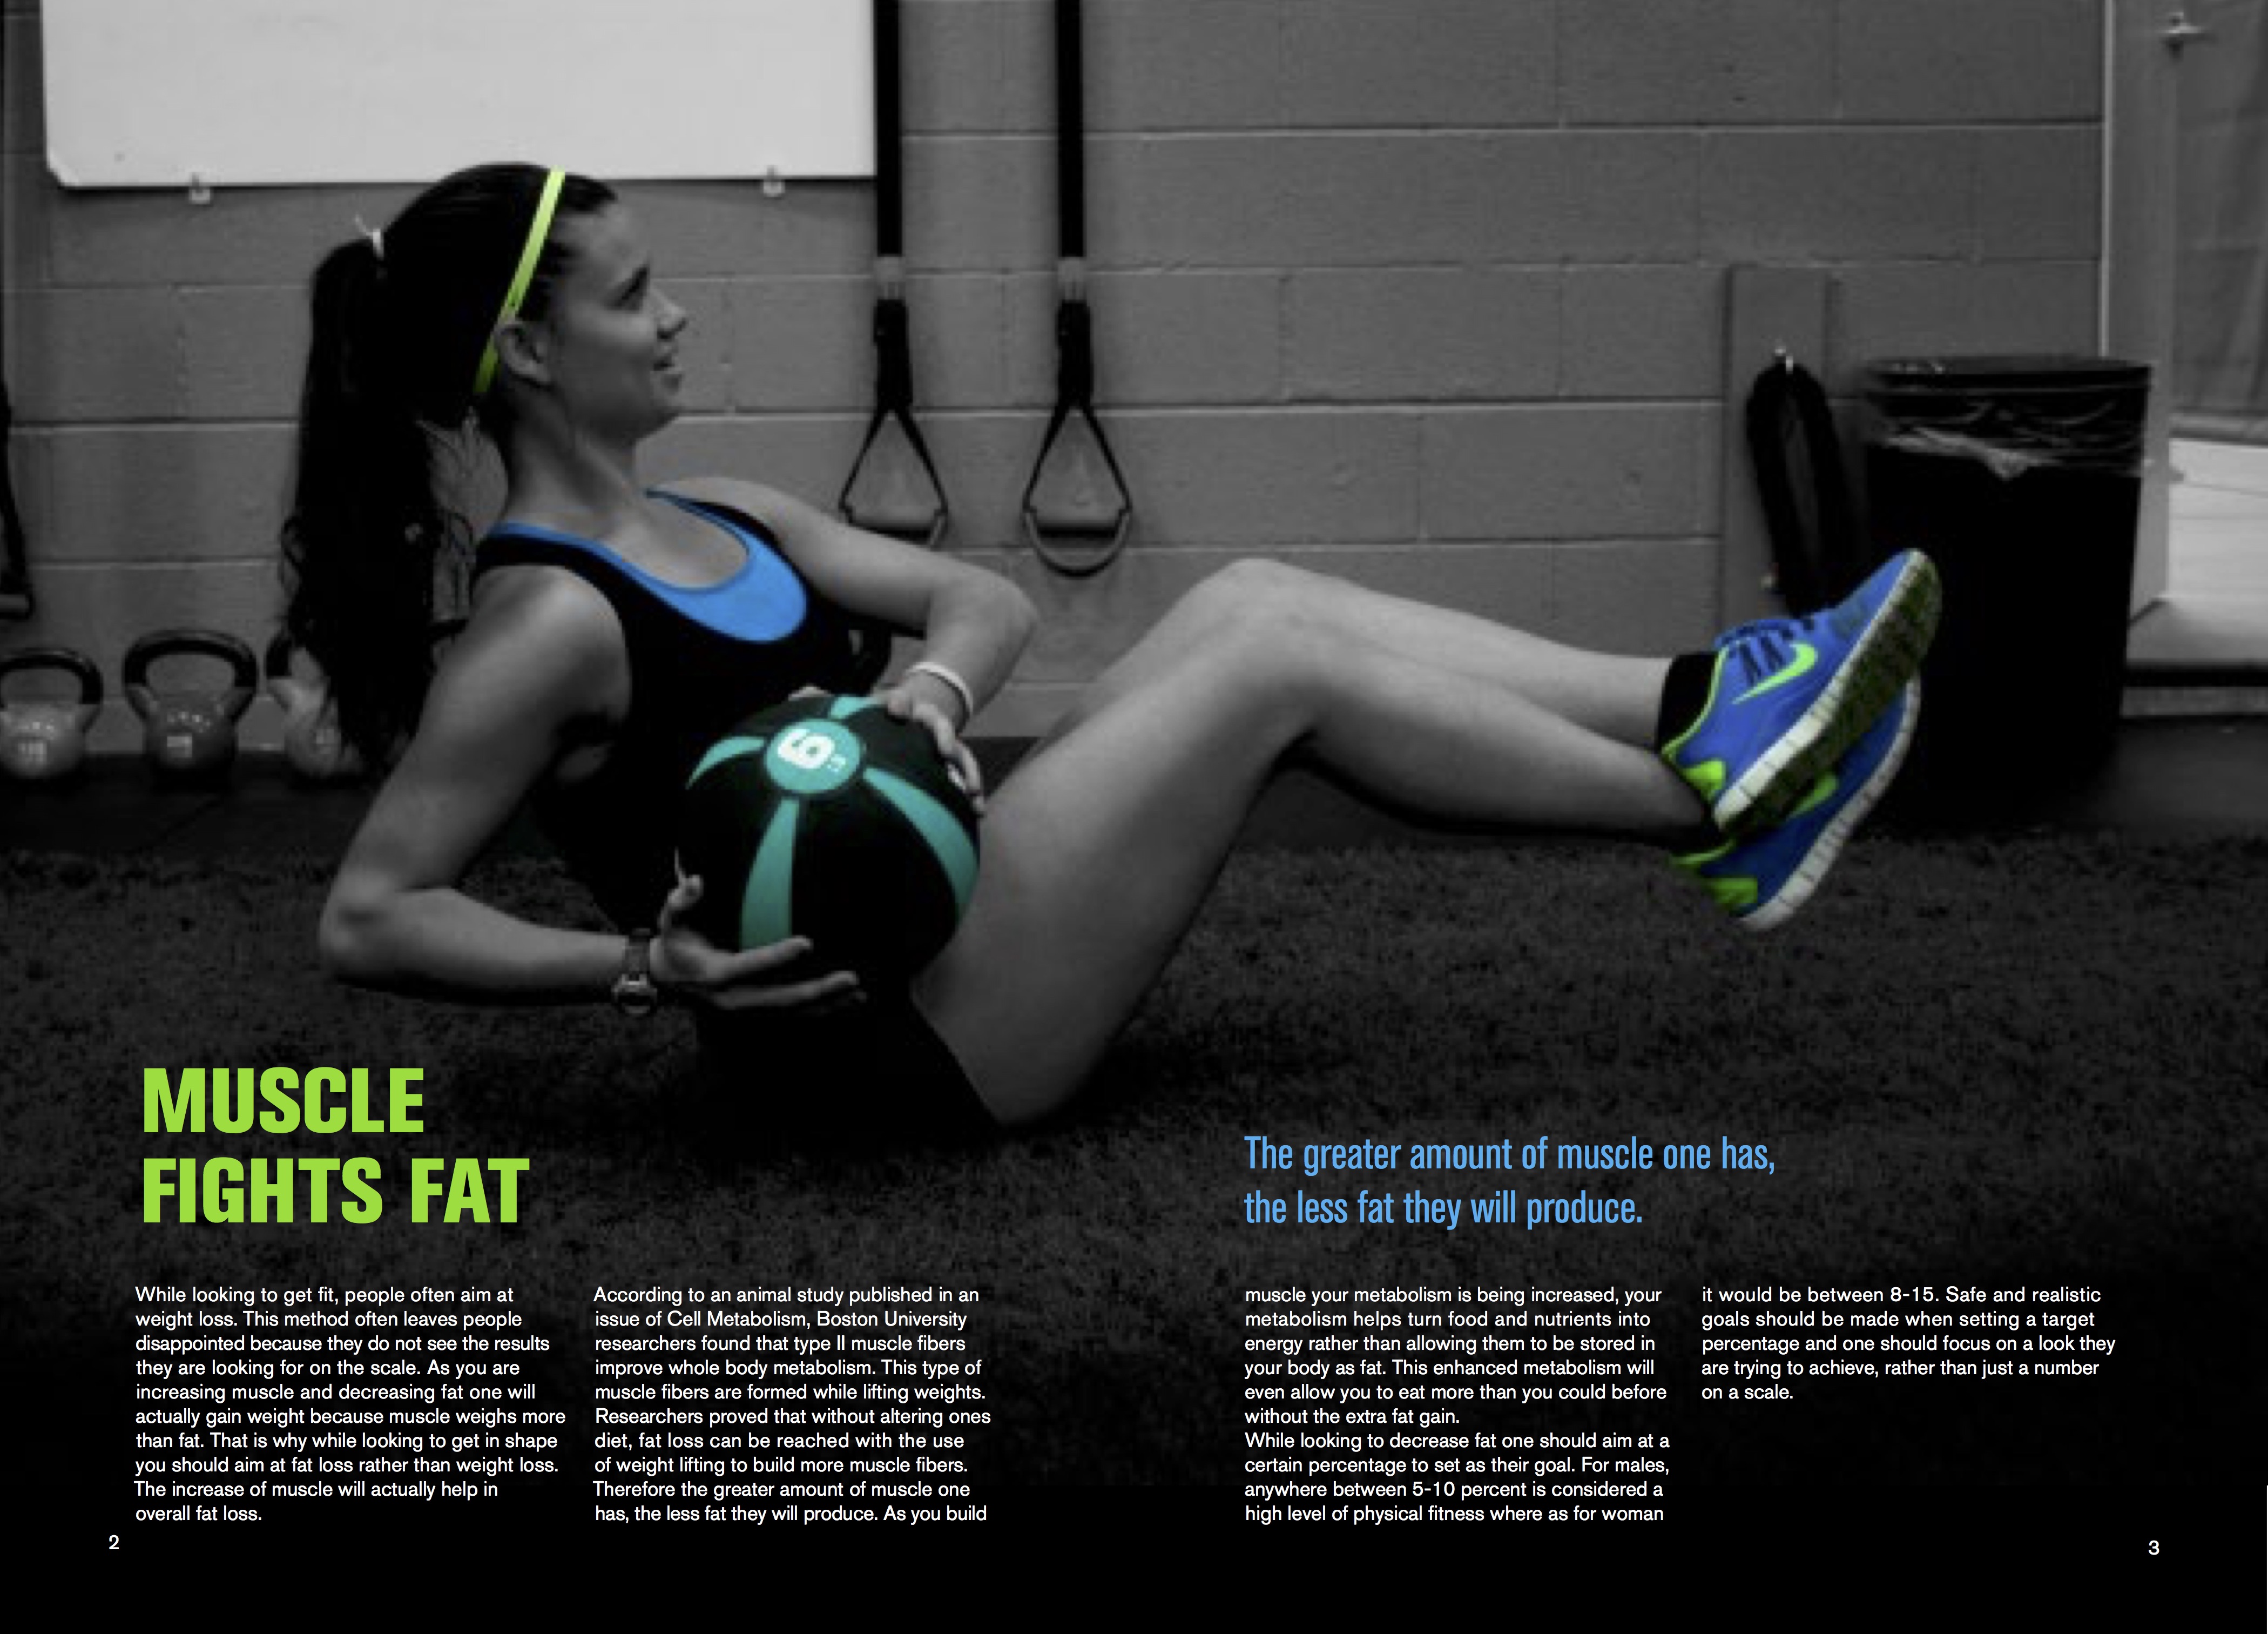 6
MUSCLE
FIGHTS FAT
The greater amount of muscle one has,
the less fat they will produce.
While looking to get fit, people often aim at
weight loss. This method often leaves people
disappointed because they do not see the results
they are looking for on the scale. As you are
increasing muscle and decreasing fat one will
actually gain weight because muscle weighs more
than fat. That is why while looking to get in shape
you should aim at fat loss rather than weight loss.
The increase of muscle will actually help in
overall fat loss.
According to an animal study published in an
issue of Cell Metabolism, Boston University
researchers found that type II muscle fibers
improve whole body metabolism. This type of
muscle fibers are formed while lifting weights.
Researchers proved that without altering ones
diet, fat loss can be reached with the use
of weight lifting to build more muscle fibers.
Therefore the greater amount of muscle one
has, the less fat they will produce. As you build
muscle your metabolism is being increased, your
metabolism helps turn food and nutrients into
energy rather than allowing them to be stored in
your body as fat. This enhanced metabolism will
even allow you to eat more than you could before
without the extra fat gain.
While looking to decrease fat one should aim at a
certain percentage to set as their goal. For males,
anywhere between 5-10 percent is considered a
high level of physical fitness where as for woman
it would be between 8-15. Safe and realistic
goals should be made when setting a target
percentage and one should focus on a look they
are trying to achieve, rather than just a number
on a scale.
2
3